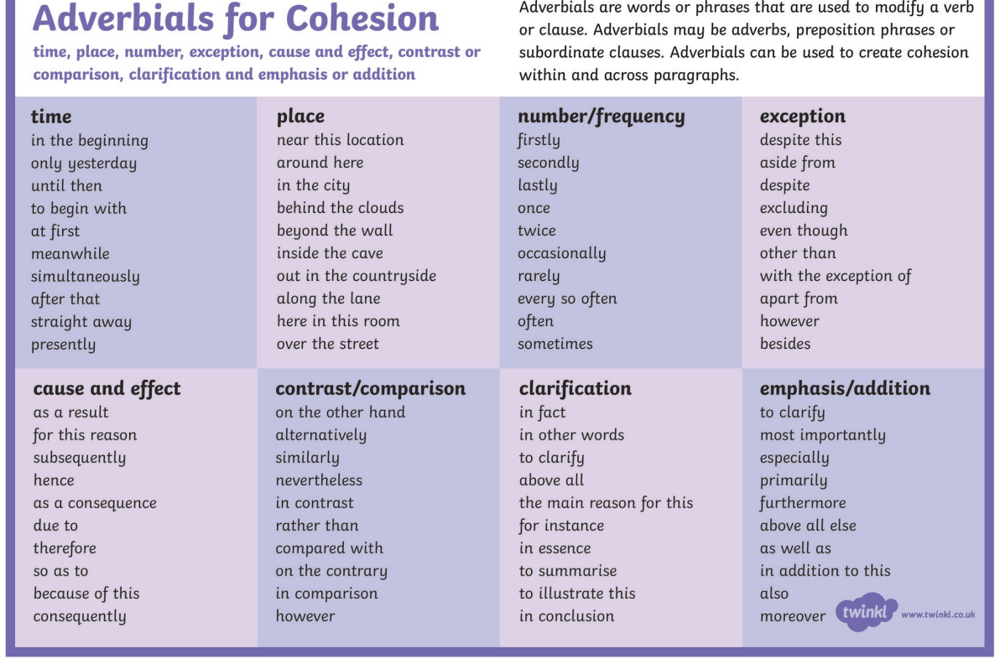 Adverbials for Cohesion
time, place, number, exception, cause and effect, contrast or
comparison, clarification and emphasis or addition
Adverbials are words or phrases that are used to modify a verb
or clause. Adverbials may be adverbs, preposition phrases or
subordinate clauses. Adverbials can be used to create cohesion
within and across paragraphs.
time
in the beginning
only yesterday
until then
to begin with
at first
meanwhile
simultaneously
after that
straight away
presently
place
near this location
around here
in the city
behind the clouds
beyond the wall
inside the cave
out in the countryside
along the lane
here in this room
over the street
number/frequency
firstly
secondly
lastly
once
twice
occasionally
rarely
every so often
often
sometimes
exception
despite this
aside from
despite
excluding
even though
other than
with the exception of
apart from
however
besides
cause and effect
as a result
for this reason
subsequently
hence
as a consequence
due to
therefore
so as to
because of this
consequently
contrast/comparison
on the other hand
alternatively
similarly
nevertheless
in contrast
rather than
compared with
on the contrary
in comparison
however
clarification
in fact
in other words
to clarify
above all
the main reason for this
for instance
in essence
to summarise
to illustrate this
in conclusion
emphasis/addition
to clarify
most importantly
especially
primarily
furthermore
above all else
as well as
in addition to this
also
moreover
twinkl
www.twinkl.co.uk